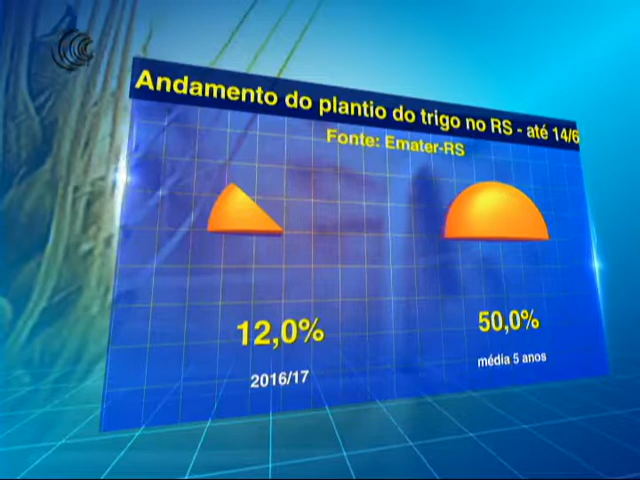 Andamento do plantio do trigo no RS - até 14/6
Fonte: Emater-RS
12,0%
50,0%
2016/17
média 5 anos